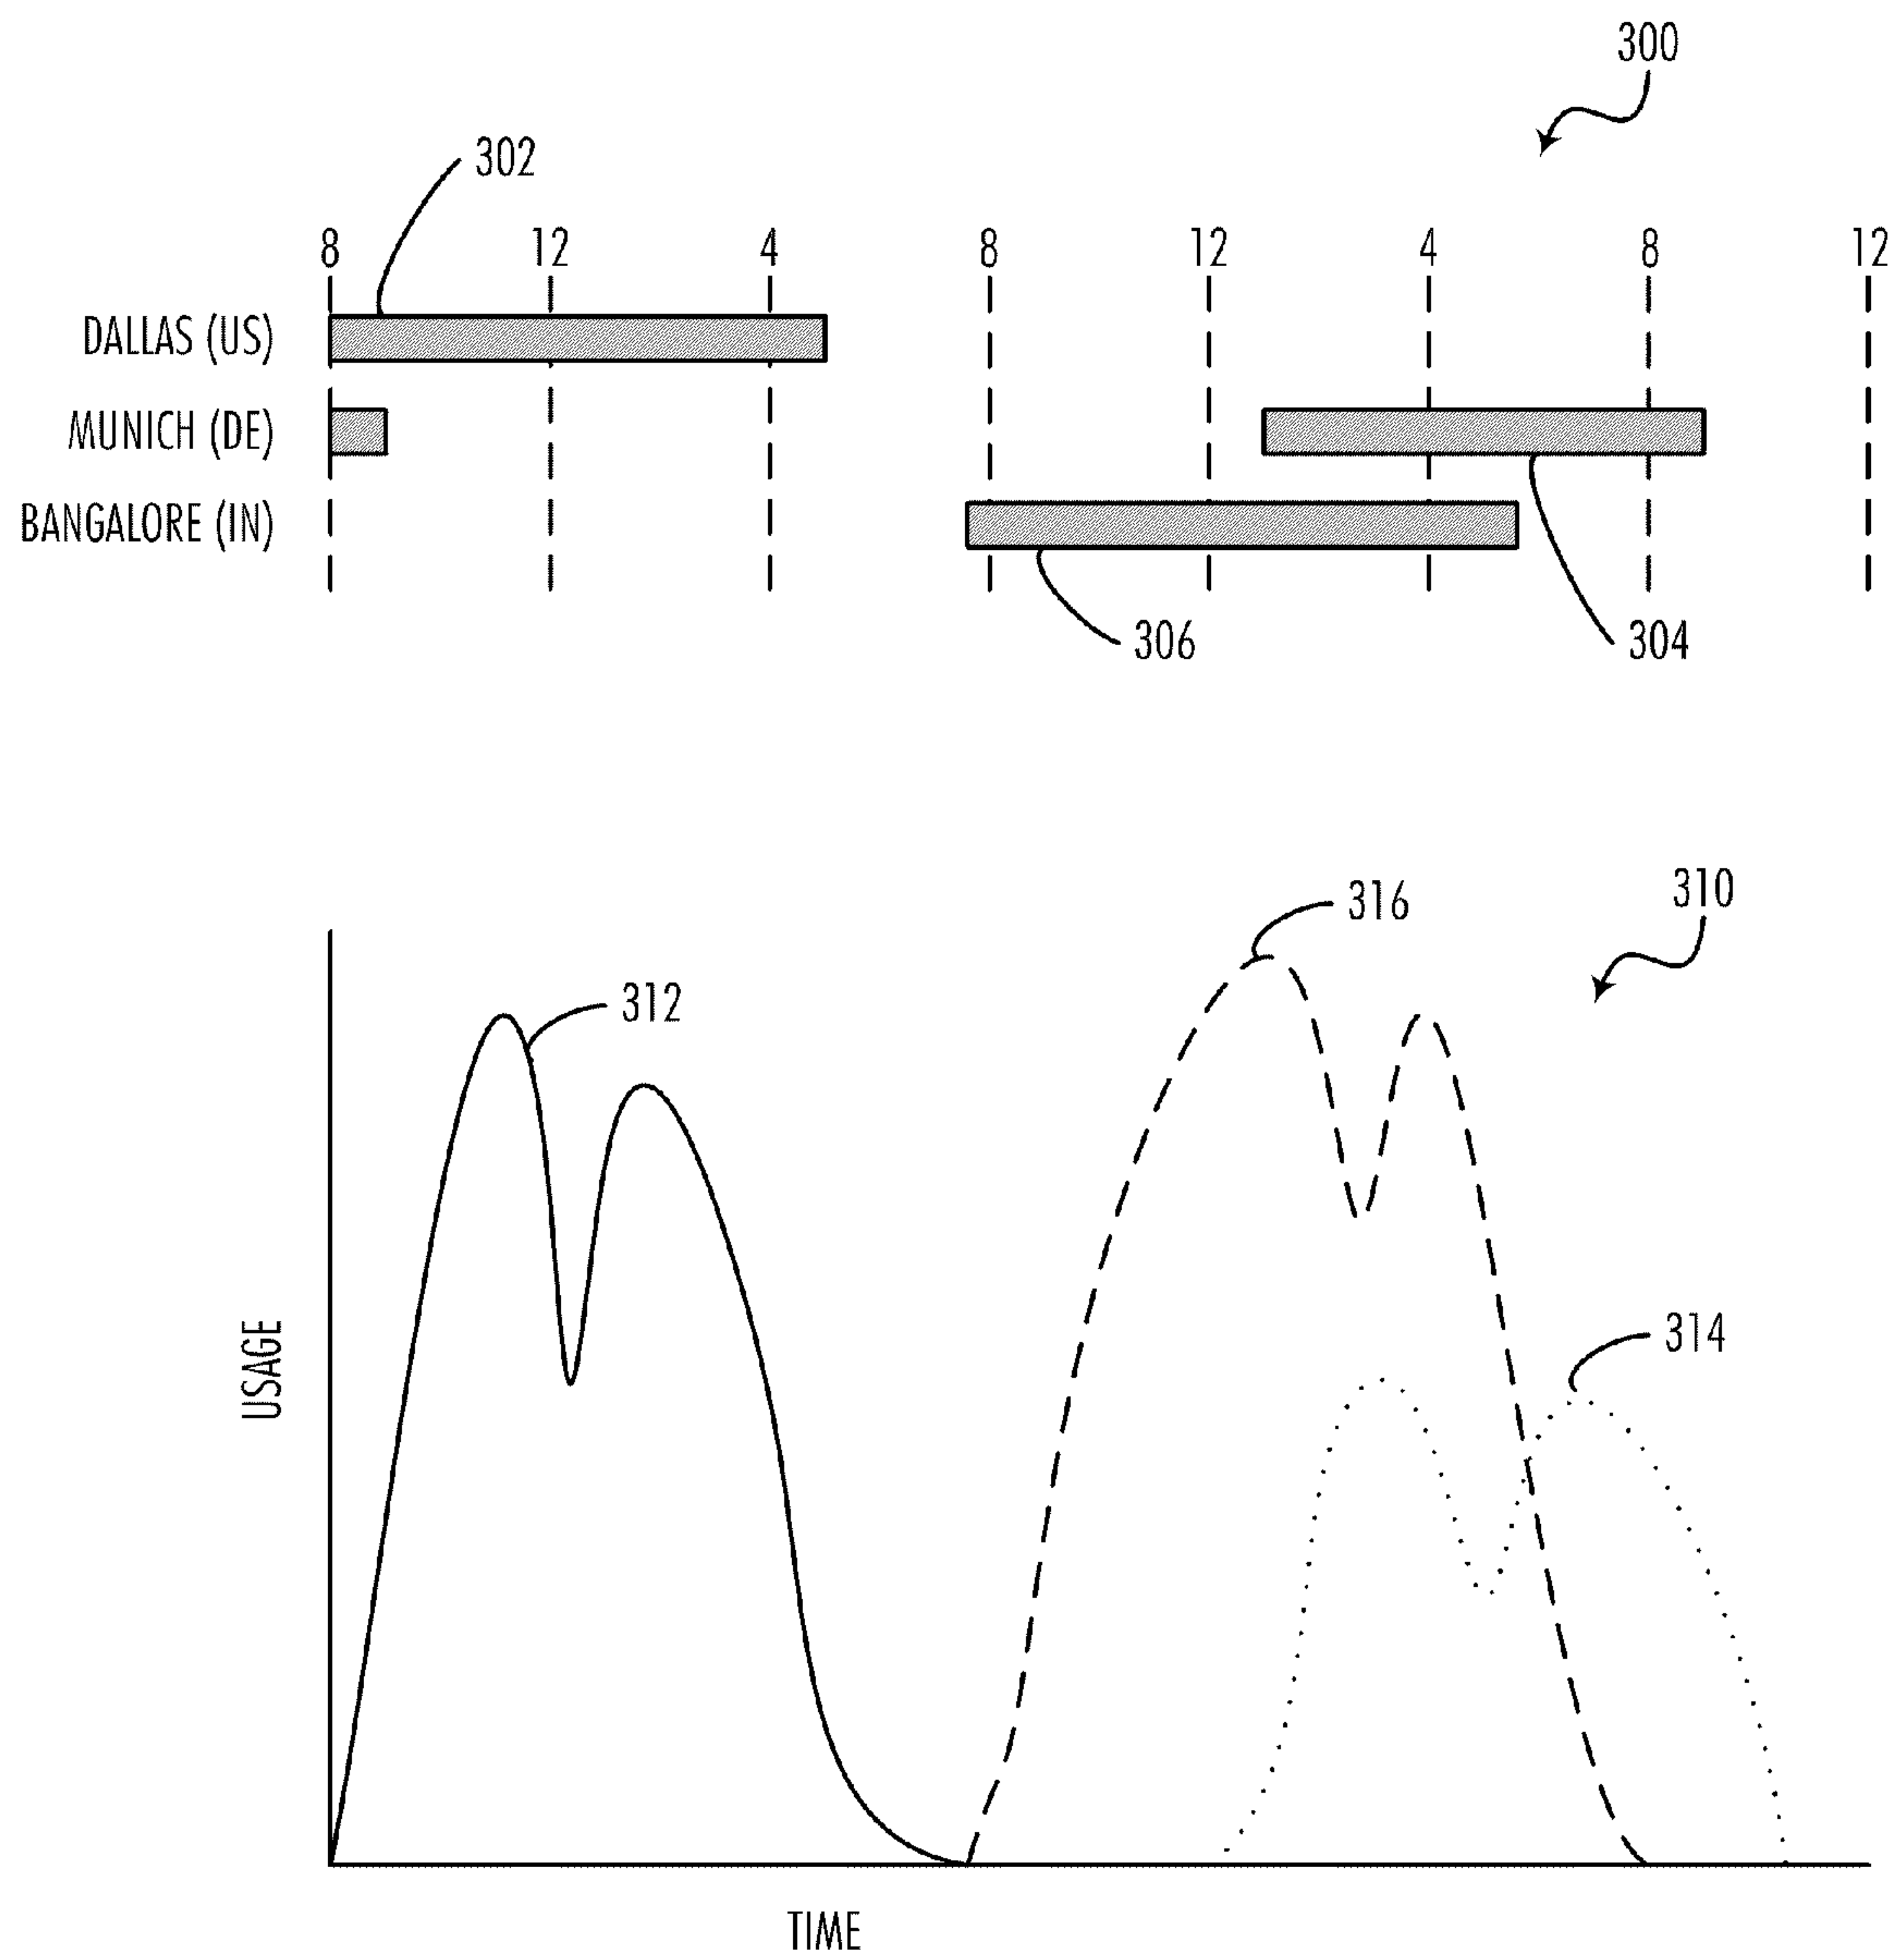 300
302
8 12 4 8 12 4 8 12
DALLAS (US)
MUNICH (DE)
BANGALORE (IN)
306
304
316
310
312
314
USAGE
TIME